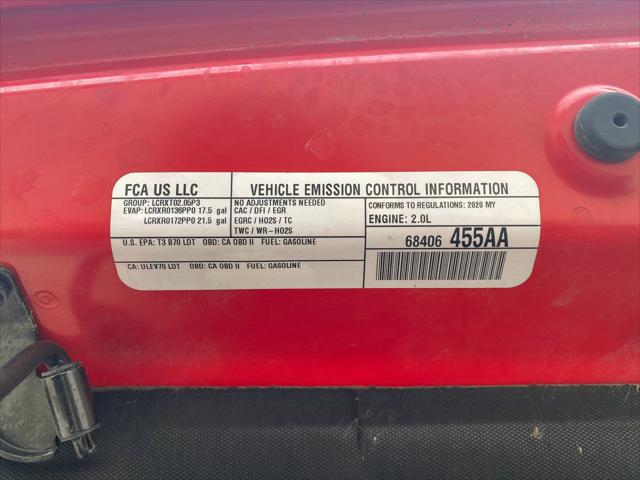 FCA US LLC
VEHICLE EMISSION CONTROL INFORMATION
GROUP: LCRXT02.05P3
EVAP: LCRXR0136PP0 17.5 gal
LCRXR0172PP0 21.5 gal
NO ADJUSTMENTS NEEDED
CAC / DFI / EGR
EGRC / HO2S / TC
TWC / WR-HO2S
CONFORMS TO REGULATIONS: 2020 MY
ENGINE: 2.0L
U.S. EPA: T3 B70 LDT OBD: CA OBD II FUEL: GASOLINE
CA: ULEV70 LDT OBD: CA OBD II FUEL: GASOLINE
68406 455AA